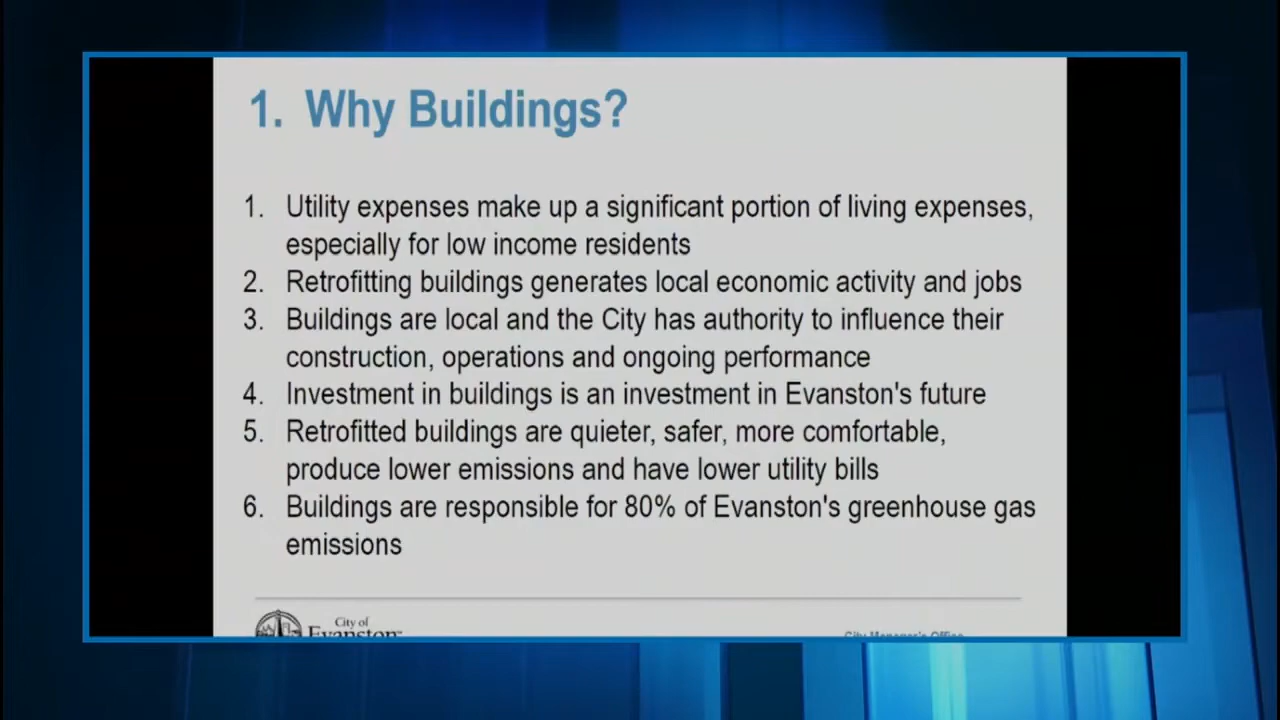 1. Why Buildings?
1. Utility expenses make up a significant portion of living expenses,
especially for low income residents
2. Retrofitting buildings generates local economic activity and jobs
3. Buildings are local and the City has authority to influence their
construction, operations and ongoing performance
4. Investment in buildings is an investment in Evanston's future
5. Retrofitted buildings are quieter, safer, more comfortable,
produce lower emissions and have lower utility bills
6. Buildings are responsible for 80% of Evanston's greenhouse gas
emissions
City of
Evanston™
City Manager's Office